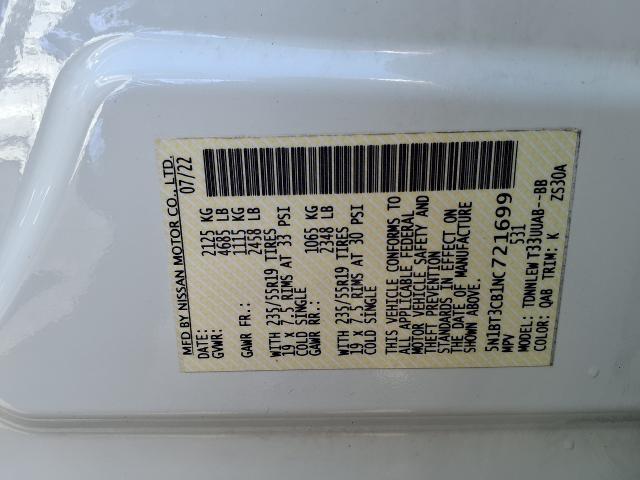 MFD BY NISSAN MOTOR CO., LTD.
DATE: 07/22
GVWR: 2125 KG
4685 LB
GAWR FR.: 1115 KG
2458 LB
WITH 235/55R19 TIRES
19 X 7.5 RIMS AT 33 PSI
COLD SINGLE
GAWR RR.: 1065 KG
2348 LB
WITH 235/55R19 TIRES
19 X 7.5 RIMS AT 30 PSI
COLD SINGLE
THIS VEHICLE CONFORMS TO
ALL APPLICABLE FEDERAL
MOTOR VEHICLE SAFETY AND
THEFT PREVENTION
STANDARDS IN EFFECT ON
THE DATE OF MANUFACTURE
SHOWN ABOVE.
5N1BT3CB1NC721699
MPV 531
MODEL: TDNNLEW T33UUAB--BB
COLOR: QAB TRIM: K ZS30A